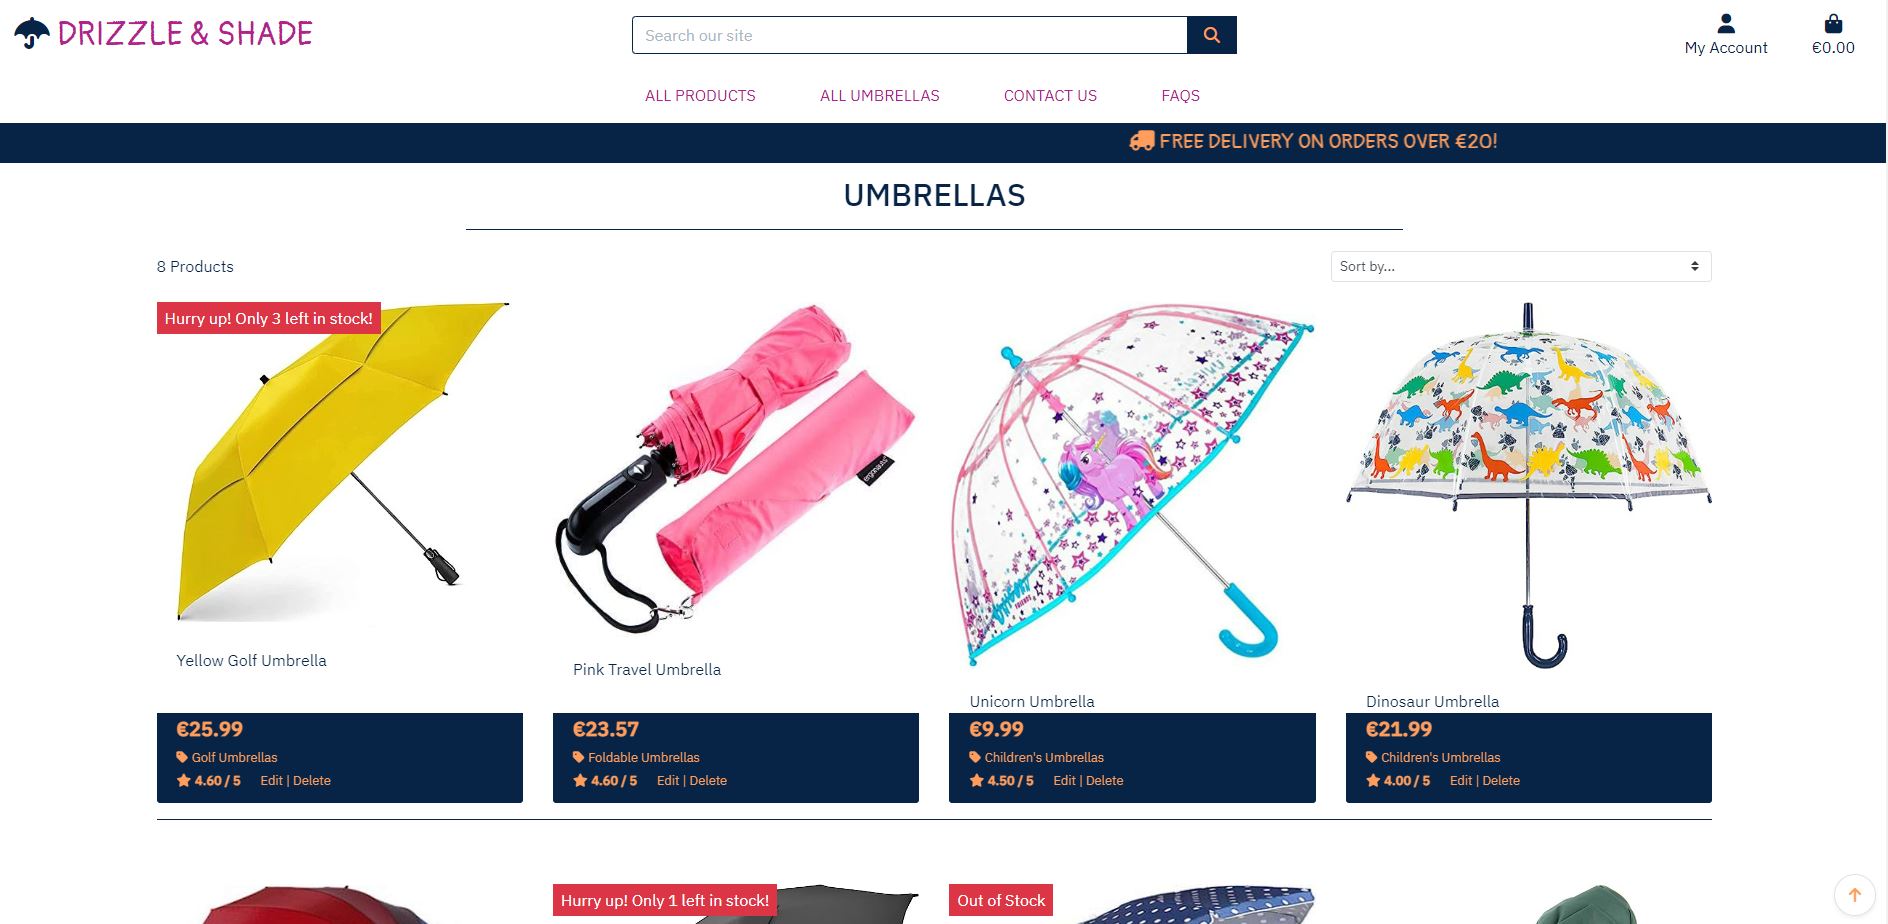 DRIZZLE & SHADE
Search our site
My Account
€0.00
ALL PRODUCTS
ALL UMBRELLAS
CONTACT US
FAQS
FREE DELIVERY ON ORDERS OVER €20!
UMBRELLAS
8 Products
Sort by...
Hurry up! Only 3 left in stock!
Yellow Golf Umbrella
€25.99
Golf Umbrellas
4.60 / 5 Edit | Delete
Pink Travel Umbrella
€23.57
Foldable Umbrellas
4.60 / 5 Edit | Delete
Unicorn Umbrella
€9.99
Children's Umbrellas
4.50 / 5 Edit | Delete
Dinosaur Umbrella
€21.99
Children's Umbrellas
4.00 / 5 Edit | Delete
Hurry up! Only 1 left in stock!
Out of Stock